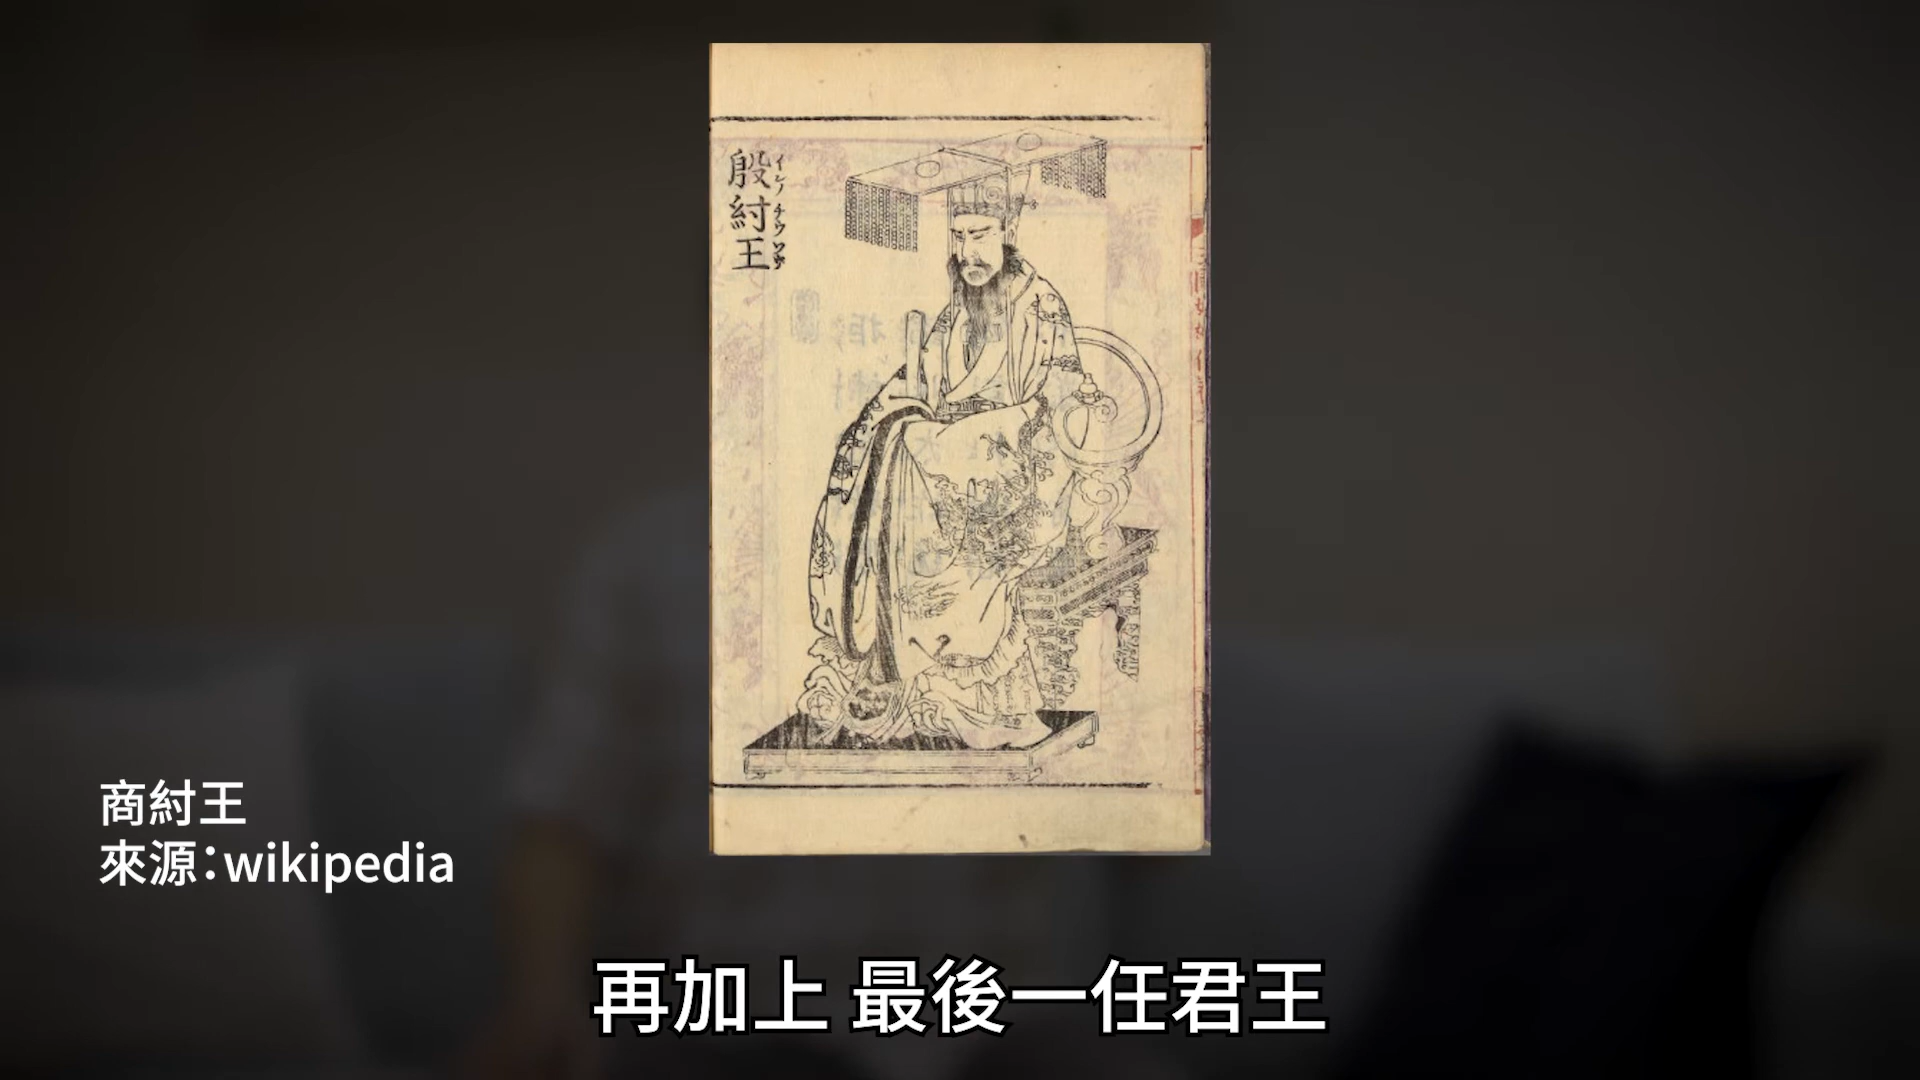 殷紂王
イン ノ チウ ワウ
商紂王
來源：wikipedia
再加上 最後一任君王